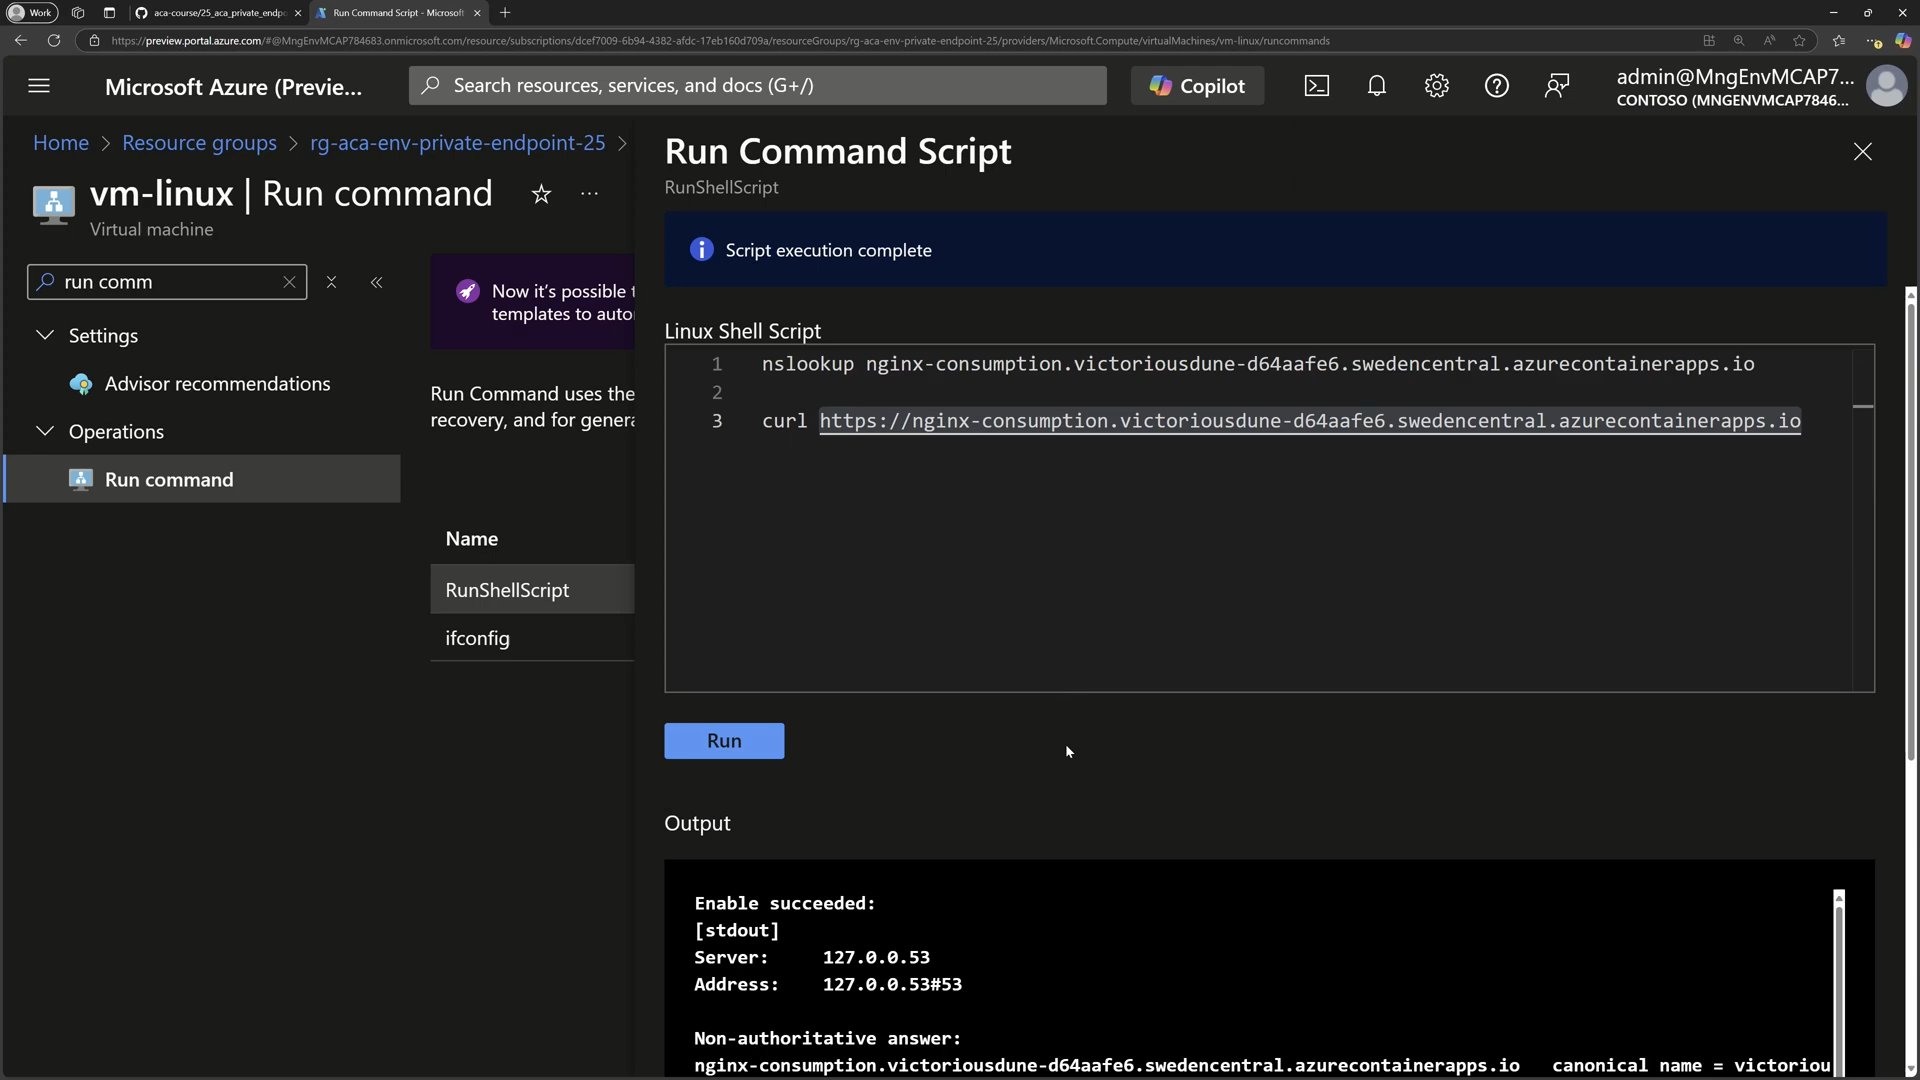 Work
aca-course/25_aca_private_endpo
Run Command Script - Microsoft
https://preview.portal.azure.com/#@MngEnvMCAP784683.onmicrosoft.com/resource/subscriptions/dcef7009-6b94-4382-afdc-17eb160d709a/resourceGroups/rg-aca-env-private-endpoint-25/providers/Microsoft.Compute/virtualMachines/vm-linux/runcommands
Microsoft Azure (Previe...
Search resources, services, and docs (G+/)
Copilot
admin@MngEnvMCAP7...
CONTOSO (MNGENVMCAP7846...
Home > Resource groups > rg-aca-env-private-endpoint-25 >
vm-linux | Run command
Virtual machine
run comm
Settings
Advisor recommendations
Operations
Run command
Now it's possible t
templates to auto
Run Command uses the
recovery, and for genera
Name
RunShellScript
ifconfig
Run Command Script
RunShellScript
Script execution complete
Linux Shell Script
1 nslookup nginx-consumption.victoriousdune-d64aafe6.swedencentral.azurecontainerapps.io
2
3 curl https://nginx-consumption.victoriousdune-d64aafe6.swedencentral.azurecontainerapps.io
Run
Output
Enable succeeded:
[stdout]
Server: 127.0.0.53
Address: 127.0.0.53#53
Non-authoritative answer:
nginx-consumption.victoriousdune-d64aafe6.swedencentral.azurecontainerapps.io canonical name = victoriou